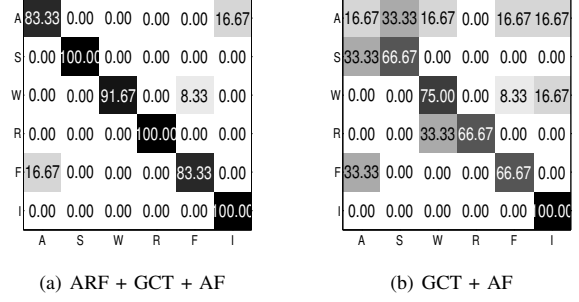 A 83.33 0.00 0.00 0.00 0.00 16.67
S 0.00 100.00 0.00 0.00 0.00 0.00
W 0.00 0.00 91.67 0.00 8.33 0.00
R 0.00 0.00 0.00 100.00 0.00 0.00
F 16.67 0.00 0.00 0.00 83.33 0.00
I 0.00 0.00 0.00 0.00 0.00 100.00
A S W R F I
(a) ARF + GCT + AF
A 16.67 33.33 16.67 0.00 16.67 16.67
S 33.33 66.67 0.00 0.00 0.00 0.00
W 0.00 0.00 75.00 0.00 8.33 16.67
R 0.00 0.00 33.33 66.67 0.00 0.00
F 33.33 0.00 0.00 0.00 66.67 0.00
I 0.00 0.00 0.00 0.00 0.00 100.00
A S W R F I
(b) GCT + AF